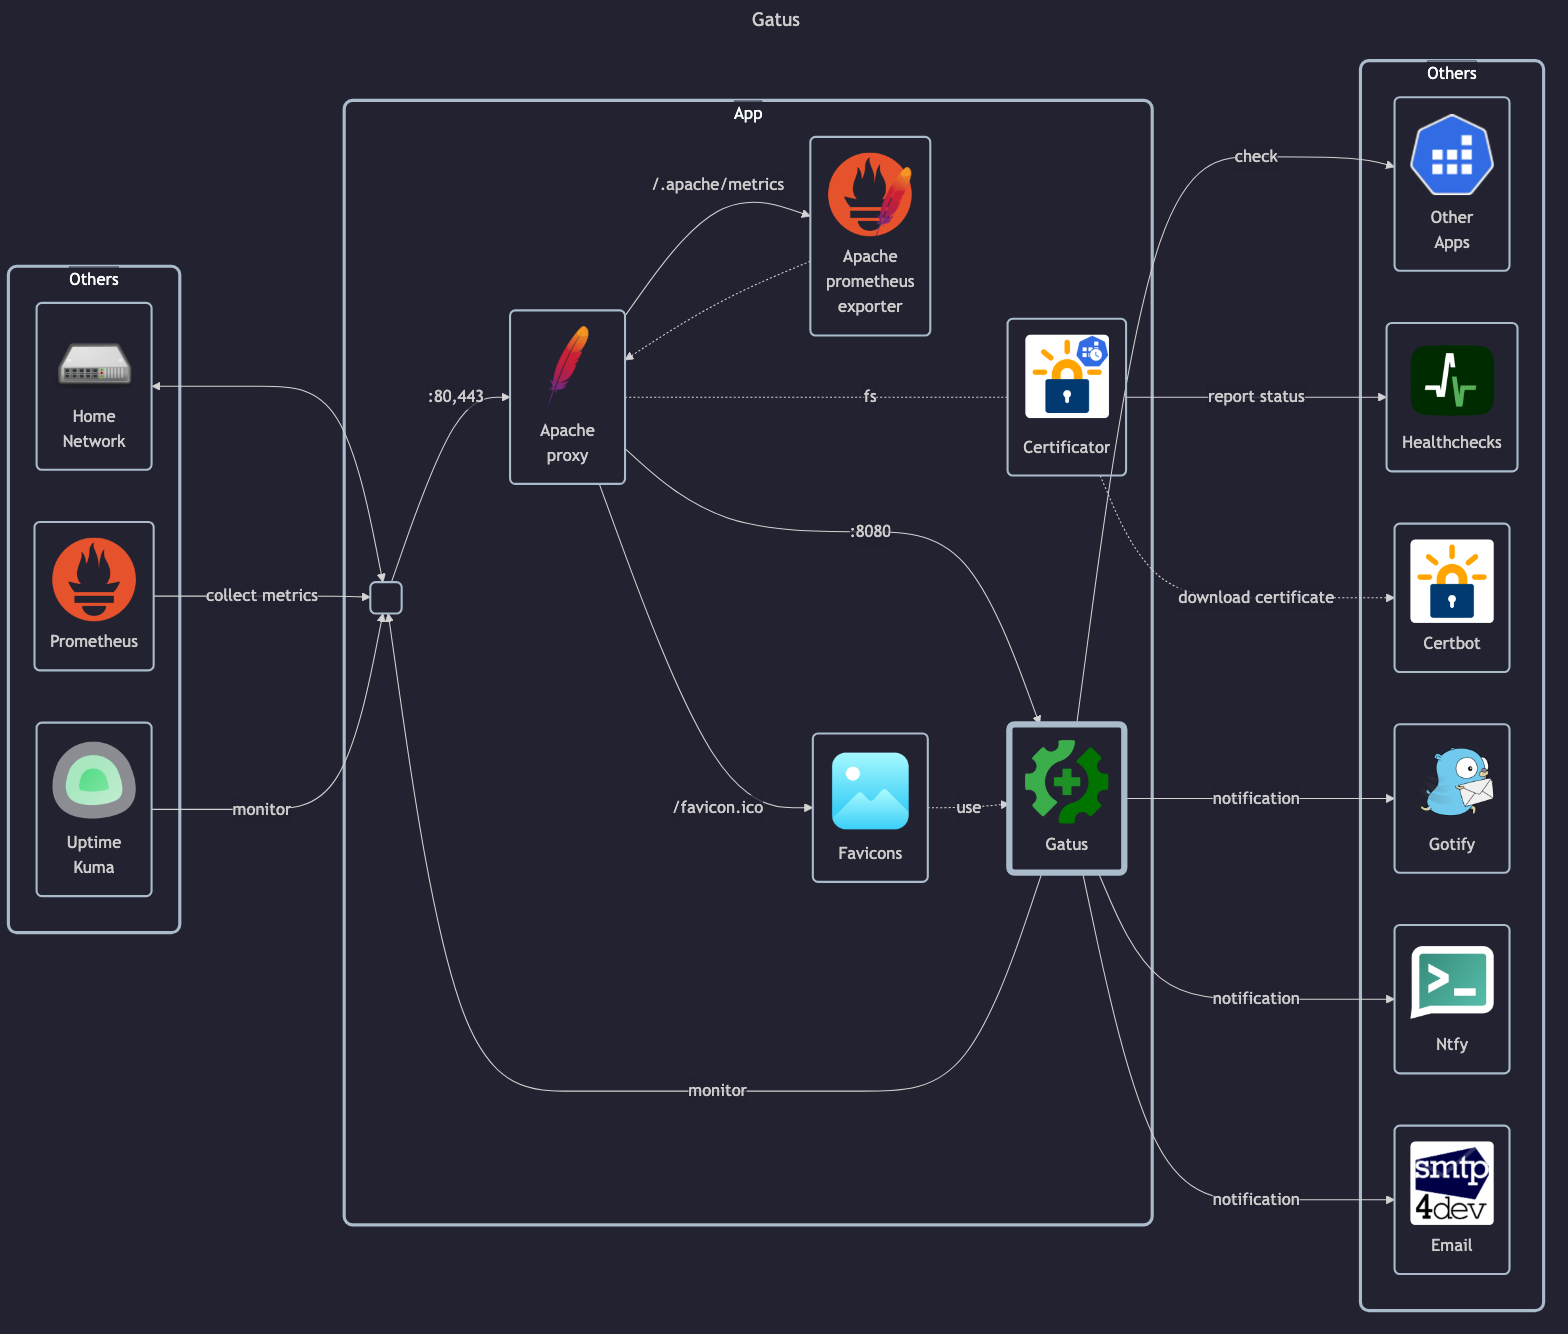 Gatus
Others
Home
Network
Prometheus
Uptime
Kuma
collect metrics
monitor
App
:80,443
Apache
proxy
/.apache/metrics
Apache
prometheus
exporter
fs
Certificator
:8080
/favicon.ico
Favicons
use
Gatus
monitor
check
report status
download certificate
notification
notification
notification
Others
Other
Apps
Healthchecks
Certbot
Gotify
>_
Ntfy
smtp
4dev
Email